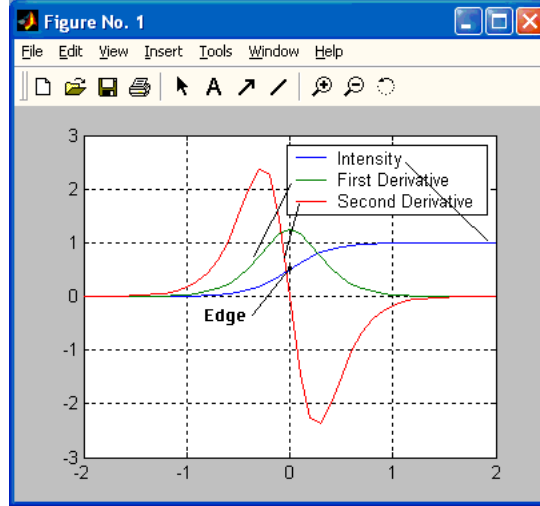 Figure No. 1
File Edit View Insert Tools Window Help
A
3
2
1
0
-1
-2
-3
Intensity
First Derivative
Second Derivative
Edge
-2 -1 0 1 2